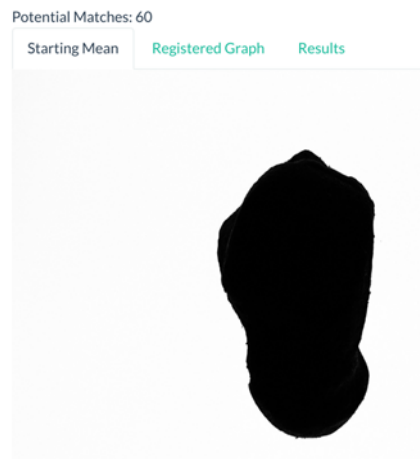 Potential Matches: 60
Starting Mean Registered Graph Results